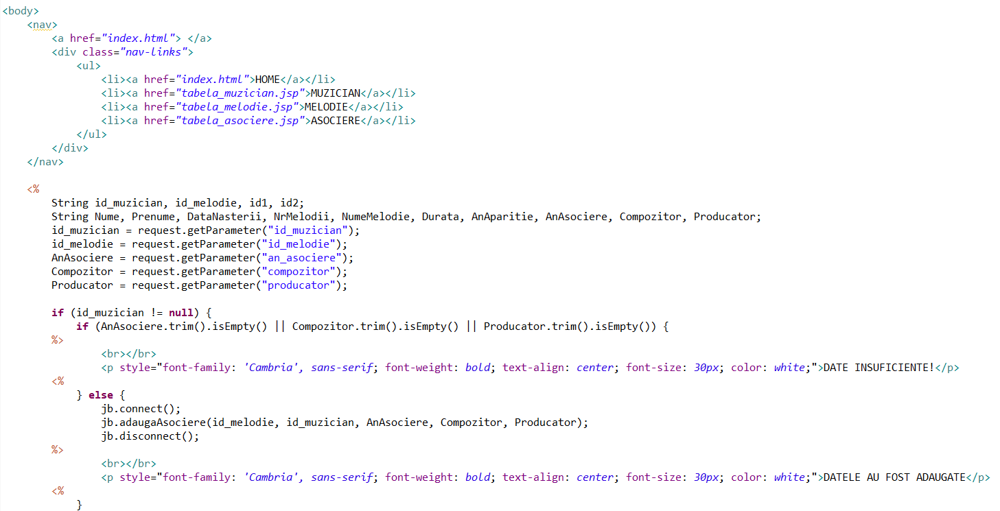 <body>
<nav>
<a href="index.html"> </a>
<div class="nav-links">
<ul>
<li><a href="index.html">HOME</a></li>
<li><a href="tabela_muzician.jsp">MUZICIAN</a></li>
<li><a href="tabela_melodie.jsp">MELODIE</a></li>
<li><a href="tabela_asociere.jsp">ASOCIERE</a></li>
</ul>
</div>
</nav>
<%
String id_muzician, id_melodie, id1, id2;
String Nume, Prenume, DataNasterii, NrMelodii, NumeMelodie, Durata, AnAparitie, AnAsociere, Compozitor, Producator;
id_muzician = request.getParameter("id_muzician");
id_melodie = request.getParameter("id_melodie");
AnAsociere = request.getParameter("an_asociere");
Compozitor = request.getParameter("compozitor");
Producator = request.getParameter("producator");
if (id_muzician != null) {
if (AnAsociere.trim().isEmpty() || Compozitor.trim().isEmpty() || Producator.trim().isEmpty()) {
%>
<br></br>
<p style="font-family: 'Cambria', sans-serif; font-weight: bold; text-align: center; font-size: 30px; color: white;">DATE INSUFICIENTE!</p>
<%
} else {
jb.connect();
jb.adaugaAsociere(id_melodie, id_muzician, AnAsociere, Compozitor, Producator);
jb.disconnect();
%>
<br></br>
<p style="font-family: 'Cambria', sans-serif; font-weight: bold; text-align: center; font-size: 30px; color: white;">DATELE AU FOST ADAUGATE</p>
<%
}